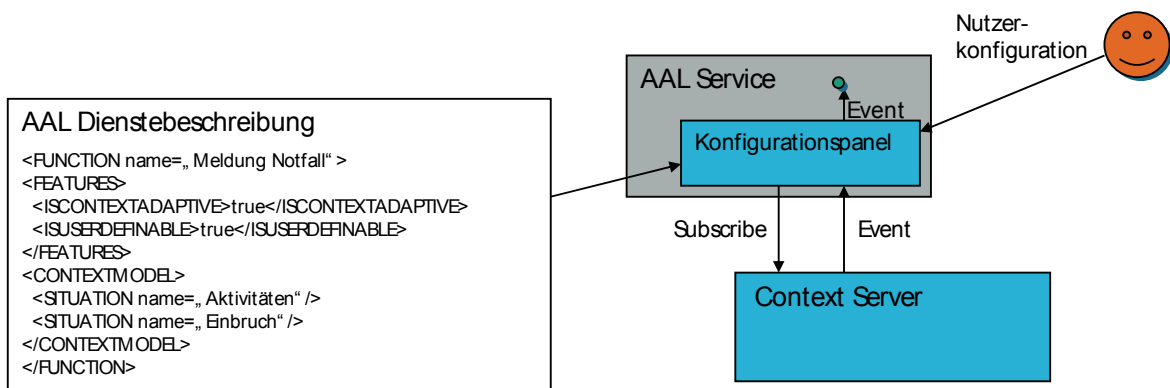 AAL Dienstebeschreibung
<FUNCTION name=„ Meldung Notfall“ >
<FEATURES>
<ISCONTEXTADAPTIVE>true</ISCONTEXTADAPTIVE>
<ISUSERDEFINABLE>true</ISUSERDEFINABLE>
</FEATURES>
<CONTEXTMODEL>
<SITUATION name=„ Aktivitäten“ />
<SITUATION name=„ Einbruch“ />
</CONTEXTMODEL>
</FUNCTION>
Nutzer-
konfiguration
AAL Service
Event
Konfigurationspanel
Subscribe
Event
Context Server